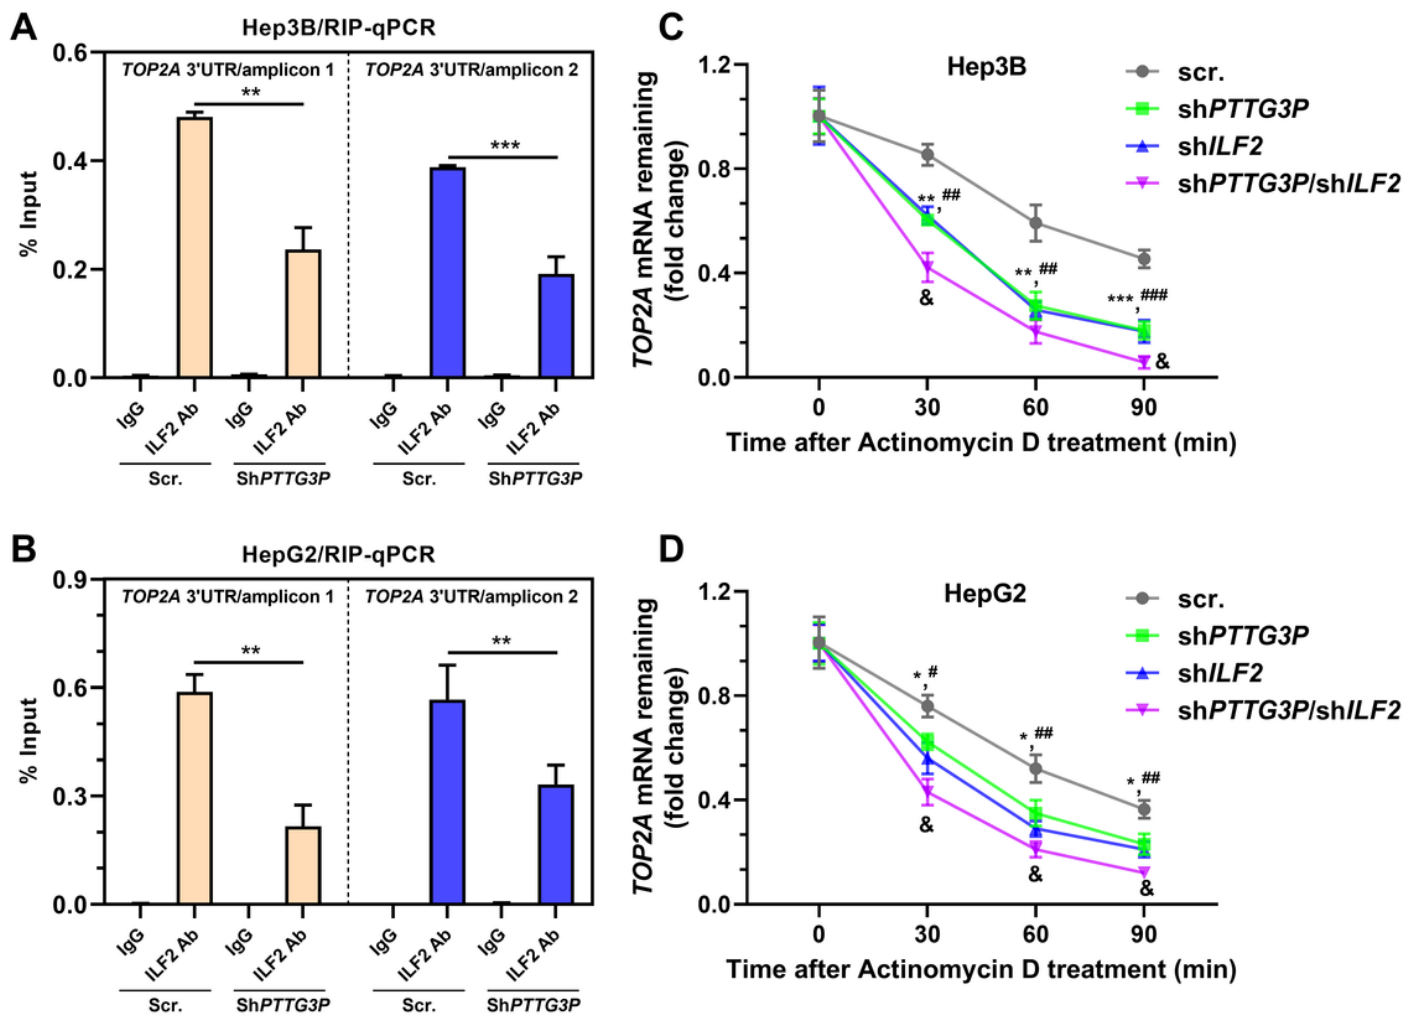 A
Hep3B/RIP-qPCR
% Input
0.6
0.4
0.2
0.0
TOP2A 3'UTR/amplicon 1
TOP2A 3'UTR/amplicon 2
**
***
IgG
ILF2 Ab
IgG
ILF2 Ab
IgG
ILF2 Ab
IgG
ILF2 Ab
Scr.
ShPTTG3P
Scr.
ShPTTG3P
C
Hep3B
TOP2A mRNA remaining
(fold change)
1.2
0.8
0.4
0.0
scr.
shPTTG3P
shILF2
shPTTG3P/shILF2
**,##
&
**,##
***,###
&
0
30
60
90
Time after Actinomycin D treatment (min)
B
HepG2/RIP-qPCR
% Input
0.9
0.6
0.3
0.0
TOP2A 3'UTR/amplicon 1
TOP2A 3'UTR/amplicon 2
**
**
IgG
ILF2 Ab
IgG
ILF2 Ab
IgG
ILF2 Ab
IgG
ILF2 Ab
Scr.
ShPTTG3P
Scr.
ShPTTG3P
D
HepG2
TOP2A mRNA remaining
(fold change)
1.2
0.8
0.4
0.0
scr.
shPTTG3P
shILF2
shPTTG3P/shILF2
*,#
&
*,##
&
*,##
&
0
30
60
90
Time after Actinomycin D treatment (min)